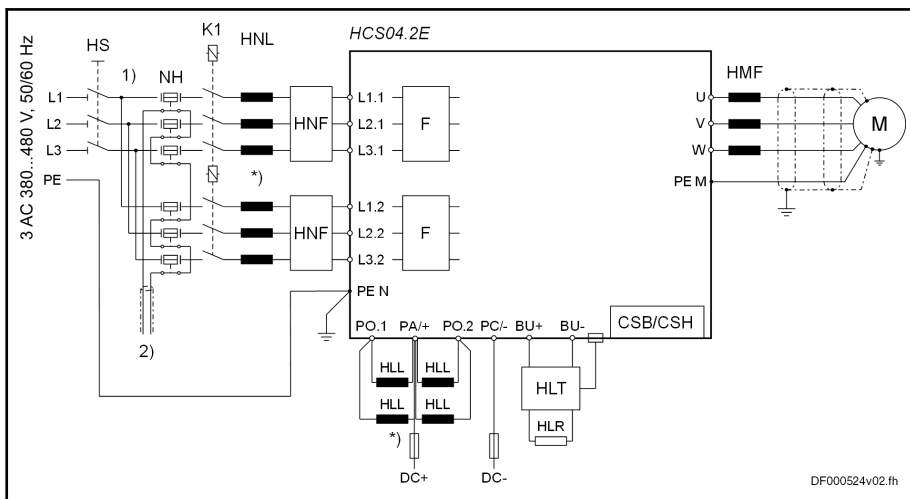 HCS04.2E
3 AC 380...480 V, 50/60 Hz
HS
K1
HNL
1)
NH
HMF
L1
L2
L3
PE
HNF
L1.1
L2.1
L3.1
F
U
V
W
PE M
M
*)
HNF
L1.2
L2.2
L3.2
F
PE N
2)
CSB/CSH
PO.1
PA/+
PO.2
PC/-
BU+
BU-
HLL
HLL
HLL
HLL
*)
HLT
HLR
DC+
DC-
DF000524v02.fh